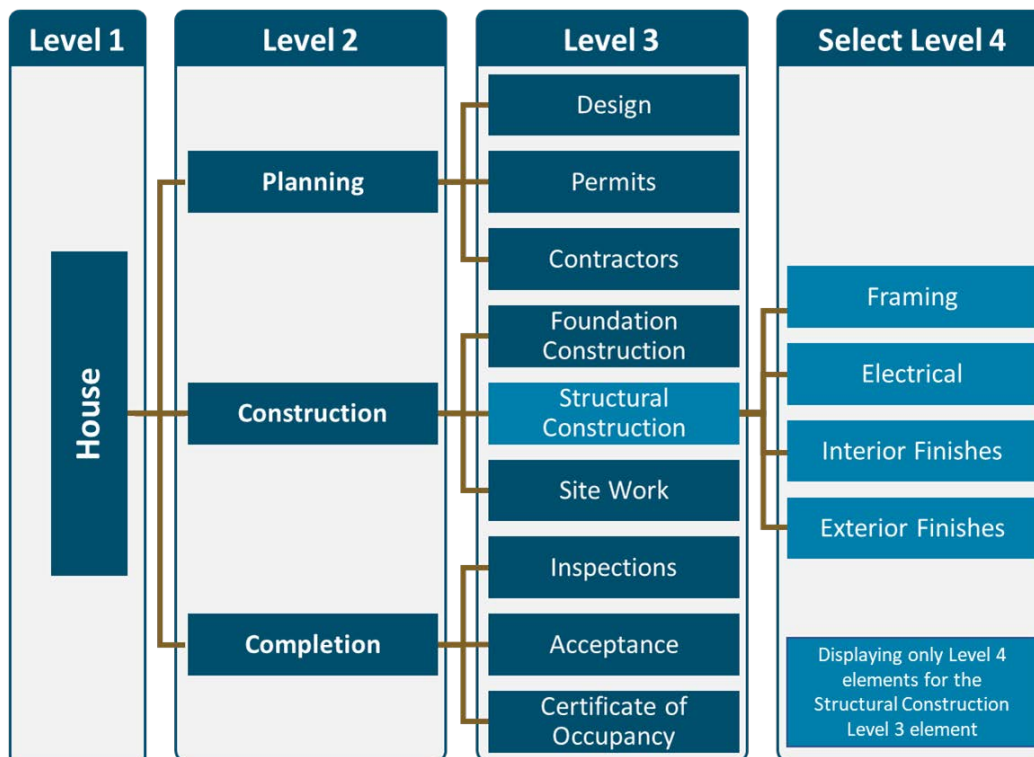 Level 1
Level 2
Level 3
Select Level 4
House
Planning
Construction
Completion
Design
Permits
Contractors
Foundation
Construction
Structural
Construction
Site Work
Inspections
Acceptance
Certificate of
Occupancy
Framing
Electrical
Interior Finishes
Exterior Finishes
Displaying only Level 4
elements for the
Structural Construction
Level 3 element